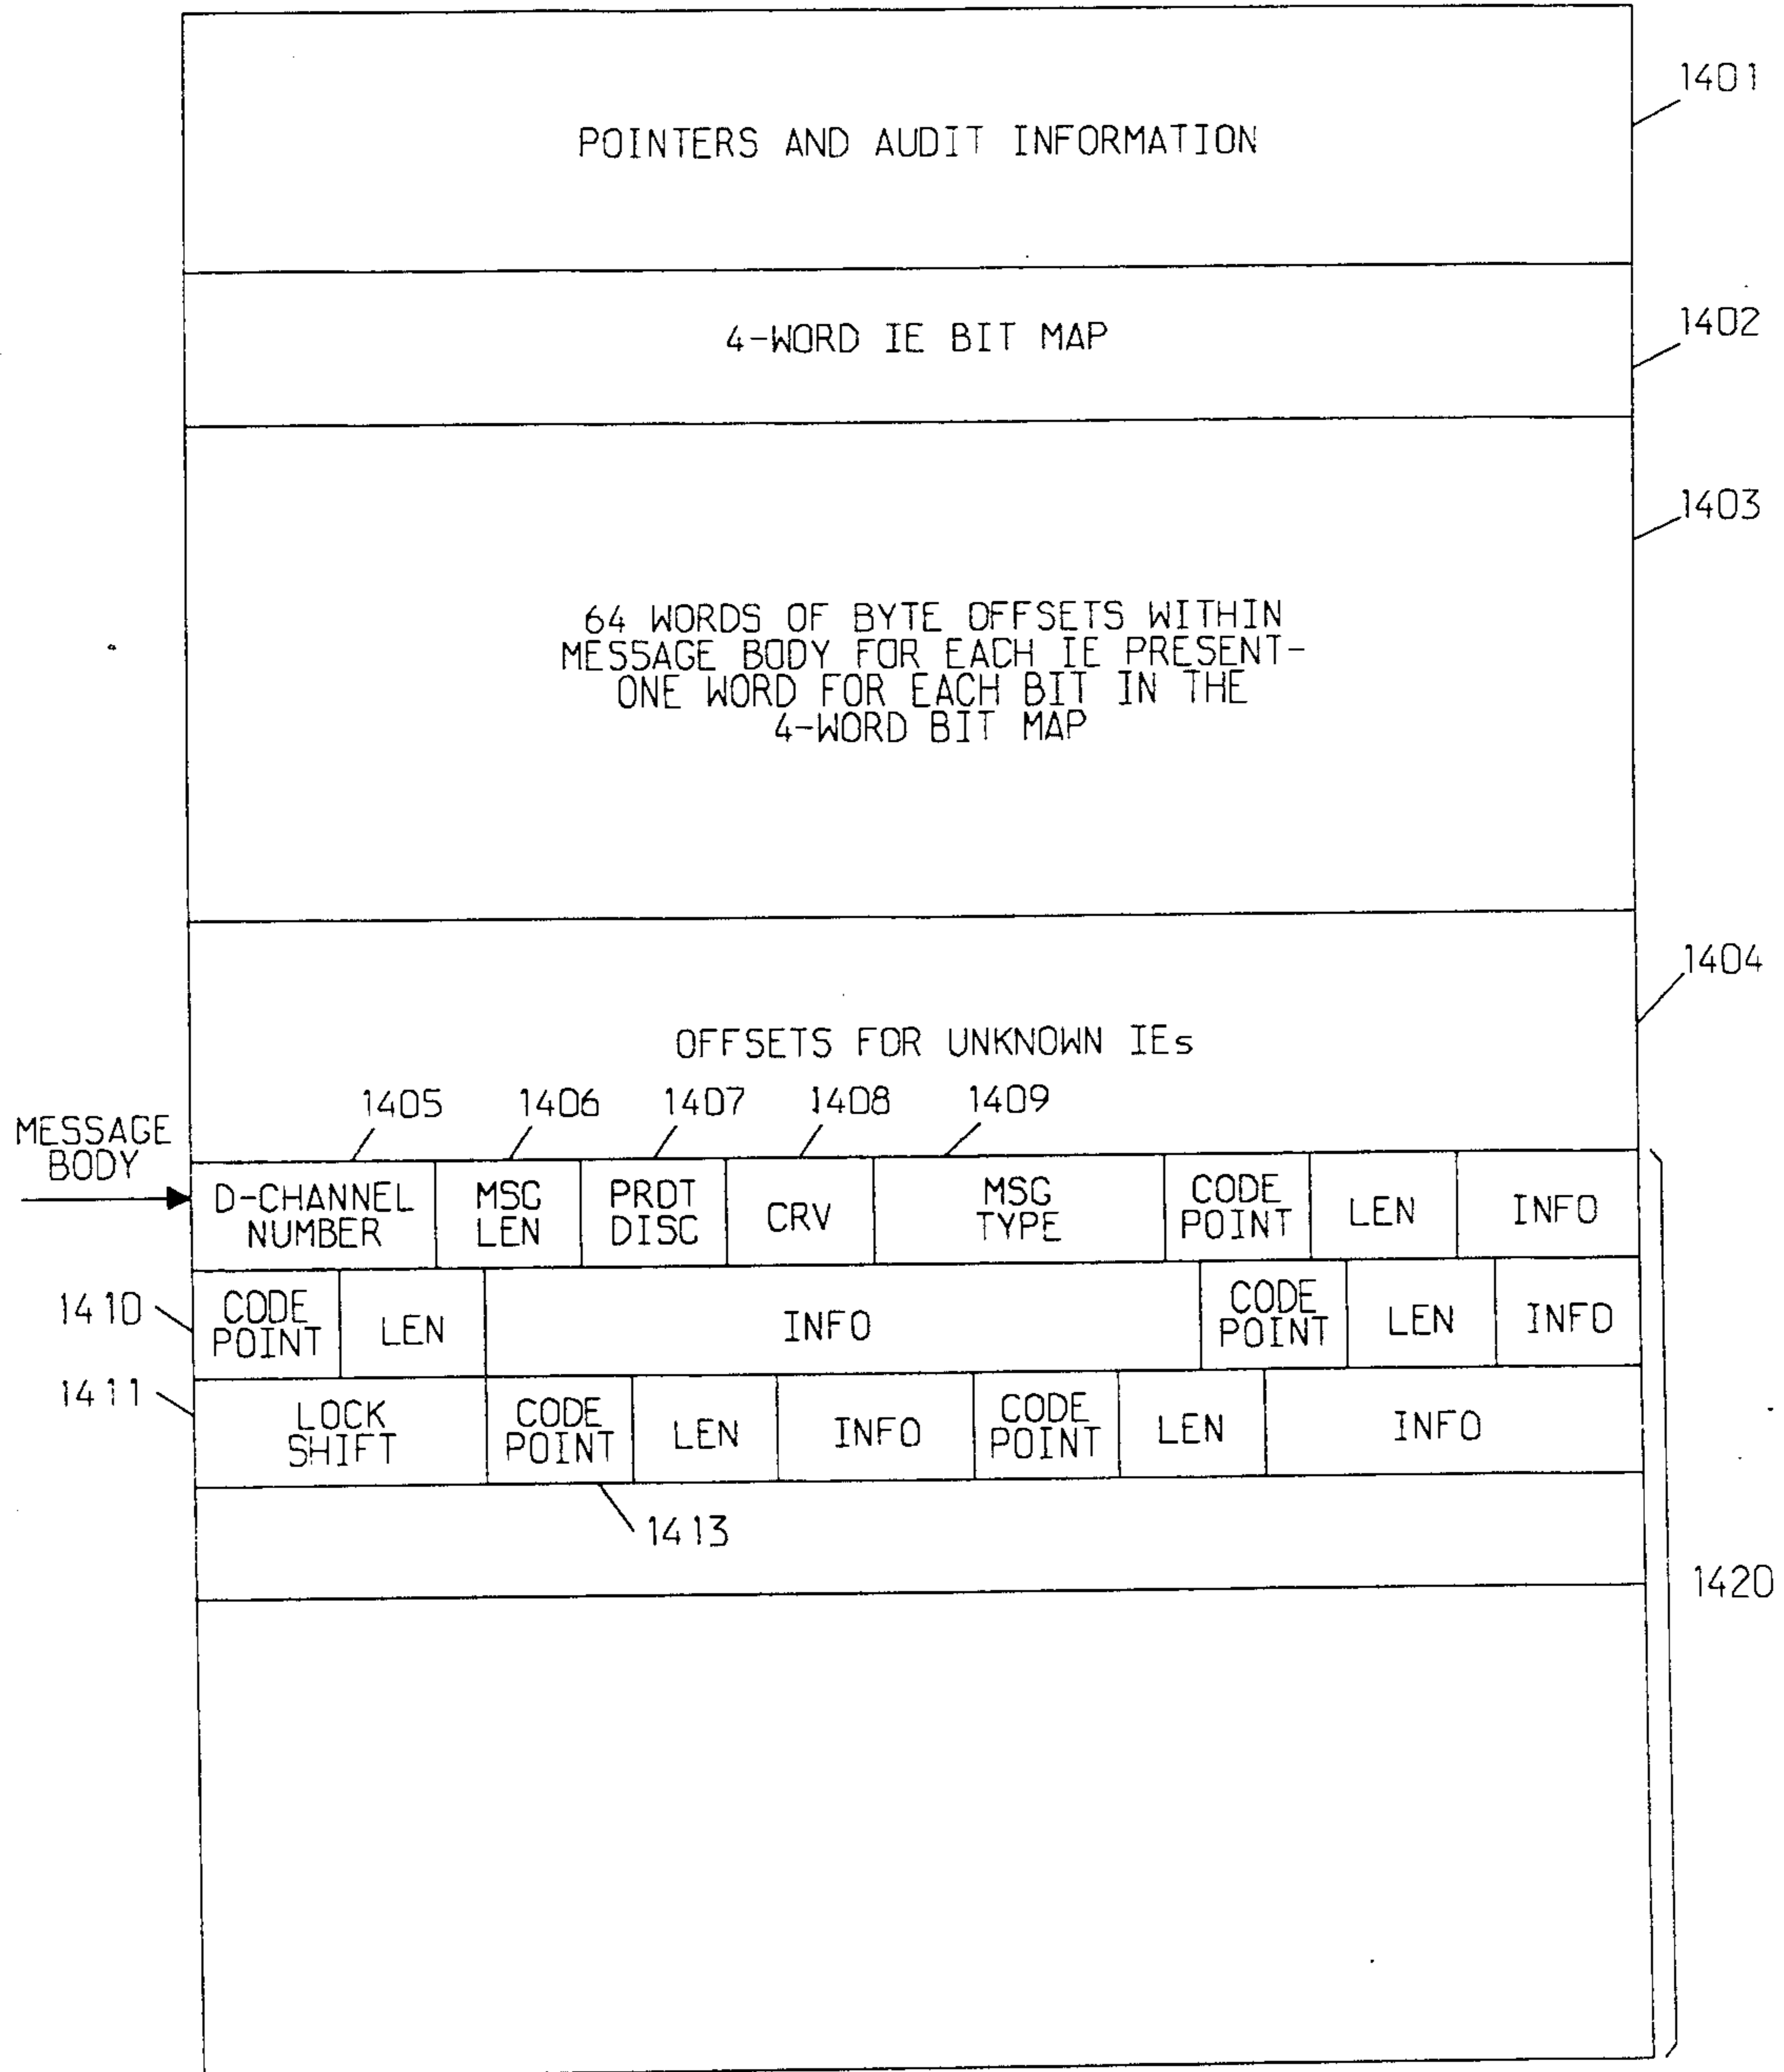 1401
POINTERS AND AUDIT INFORMATION
1402
4-WORD IE BIT MAP
1403
64 WORDS OF BYTE OFFSETS WITHIN
MESSAGE BODY FOR EACH IE PRESENT-
ONE WORD FOR EACH BIT IN THE
4-WORD BIT MAP
1404
OFFSETS FOR UNKNOWN IEs
1405 1406 1407 1408 1409
MESSAGE
BODY
D-CHANNEL
NUMBER
MSG
LEN
PROT
DISC
CRV
MSG
TYPE
CODE
POINT
LEN
INFO
1410
CODE
POINT
LEN
INFO
CODE
POINT
LEN
INFO
1411
LOCK
SHIFT
CODE
POINT
LEN
INFO
CODE
POINT
LEN
INFO
1413
1420